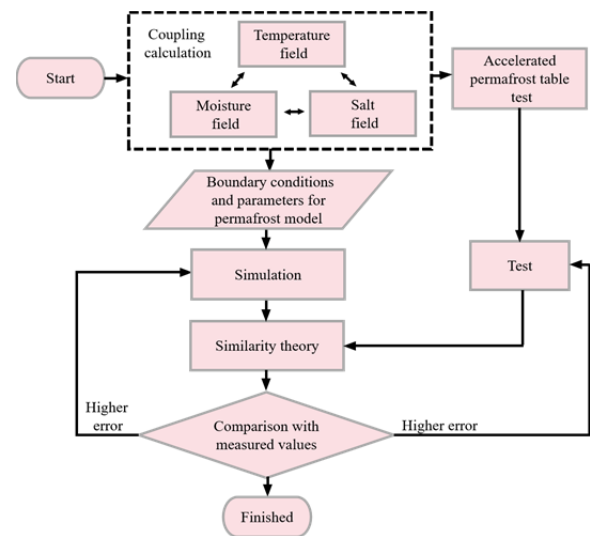 Coupling
calculation
Temperature
field
Start
Moisture
field
Salt
field
Accelerated
permafrost table
test
Boundary conditions
and parameters for
permafrost model
Simulation
Test
Similarity theory
Higher
error
Comparison with
measured values
Higher error
Finished